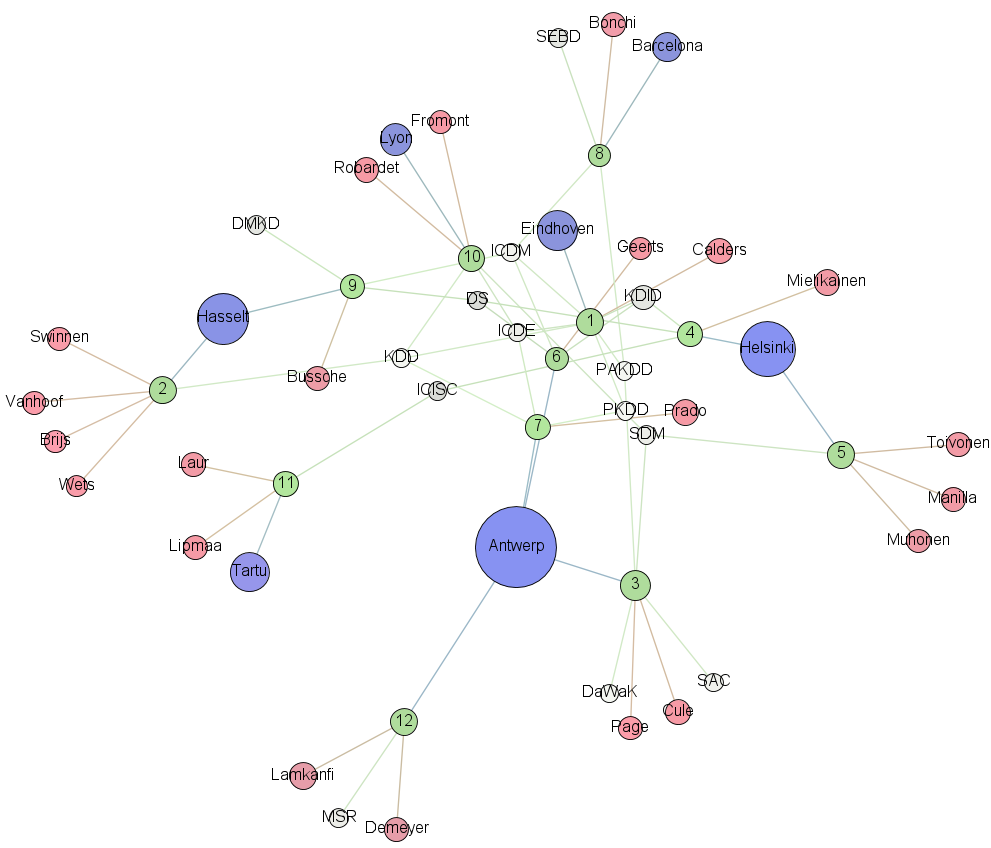 Bonchi
SEBD
Barcelona
Fromont
Lyon
8
Robardet
DMKD
Eindhoven
Geerts
Calders
ICDM
10
Mielikainen
9
KDID
DS
Hasselt
1
ICDE
4
Swinnen
Helsinki
KDD
6
PAKDD
Bussche
2
ICISC
Vanhoof
PKDD
Prado
7
SDM
Brijs
Toivonen
5
Laur
11
Wets
Manilla
Muhonen
Lipmaa
Antwerp
Tartu
3
SAC
DaWaK
Cule
12
Page
Lamkanfi
MSR
Demeyer